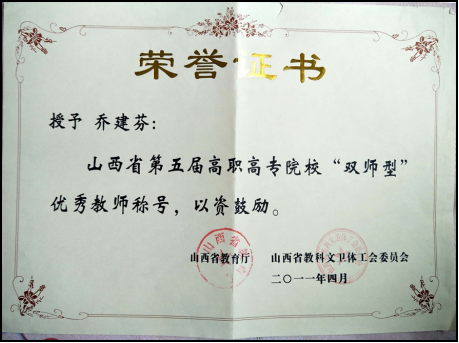 荣誉证书
授予 乔建芬：
山西省第五届高职高专院校“双师型”
优秀教师称号，以资鼓励。
山西省教育厅 山西省教科文卫体工会委员会
二〇一一年四月